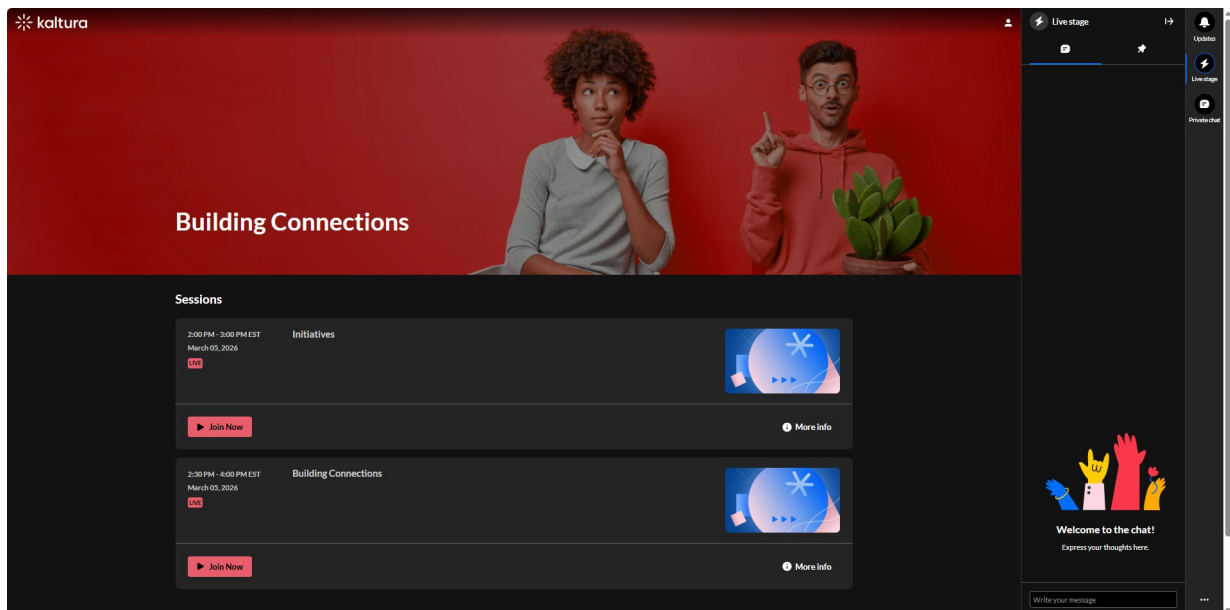 kaltura
Building Connections
Sessions
2:00 PM - 3:00 PM EST
Initiatives
March 05, 2026
LIVE
Join Now
More info
2:30 PM - 4:00 PM EST
Building Connections
March 05, 2026
LIVE
Join Now
More info
Live stage
Welcome to the chat!
Express your thoughts here.
Write your message
Updates
Live stage
Private chat